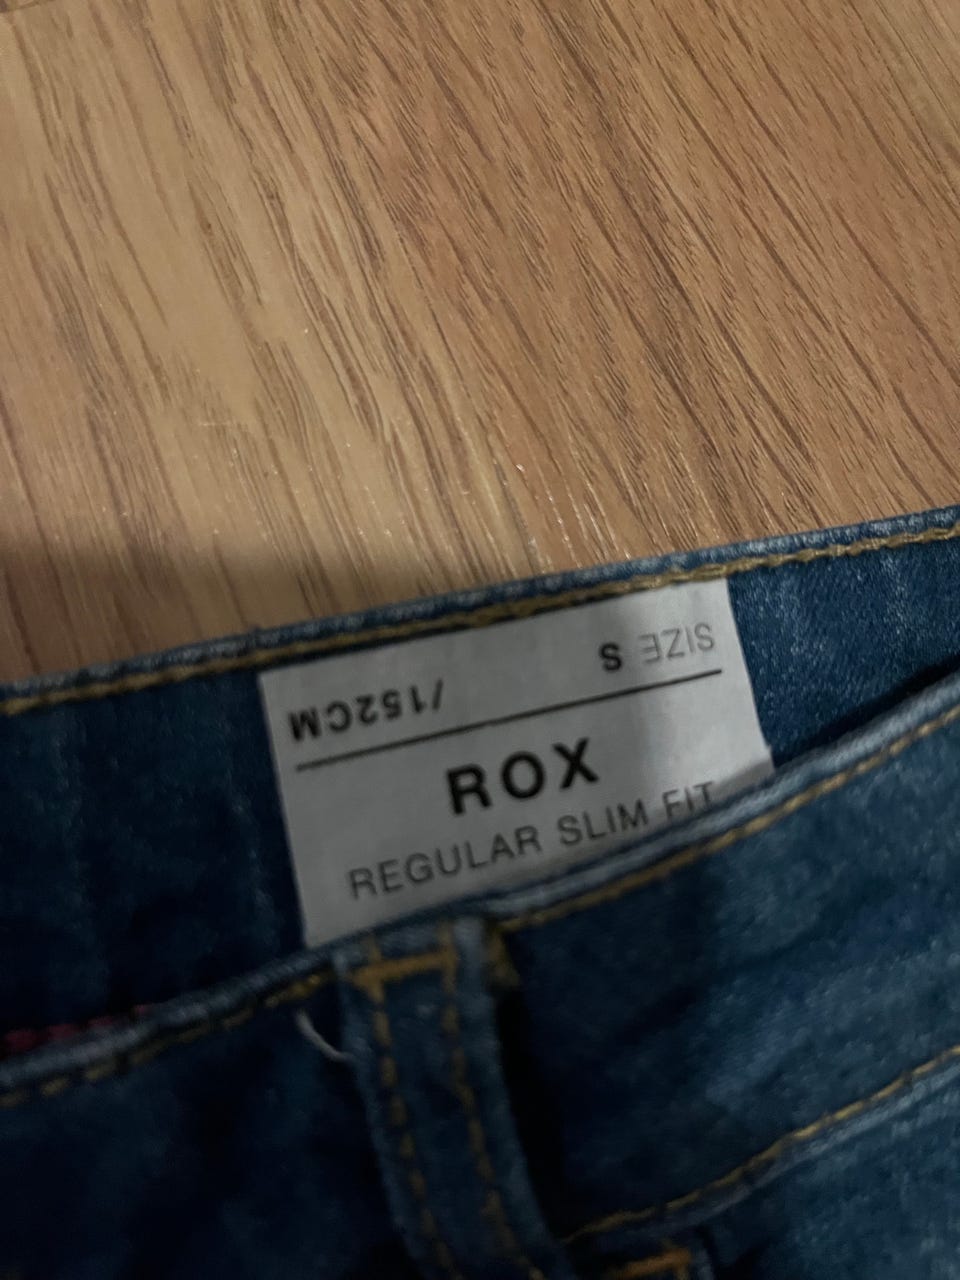 SIZE S /152CM
ROX
REGULAR SLIM FIT